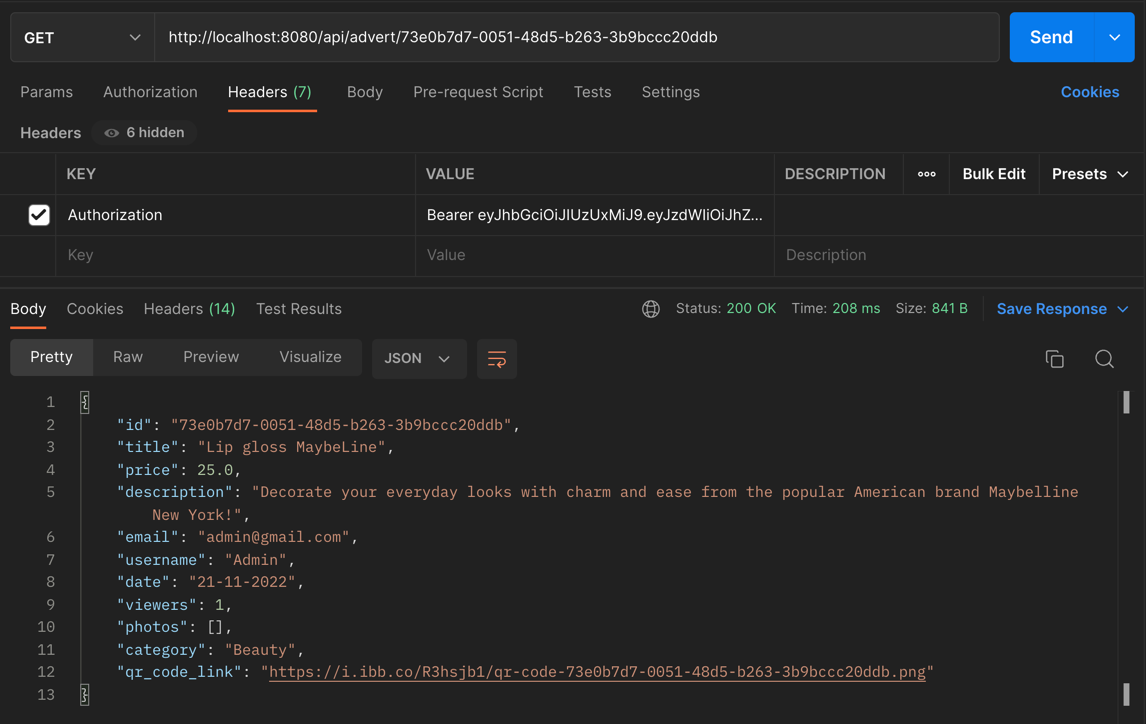 GET http://localhost:8080/api/advert/73e0b7d7-0051-48d5-b263-3b9bccc20ddb Send
Params Authorization Headers (7) Body Pre-request Script Tests Settings Cookies
Headers 6 hidden
KEY VALUE DESCRIPTION ooo Bulk Edit Presets
Authorization Bearer eyJhbGciOiJIUzUxMiJ9.eyJzdWIiOiJhZ...
Key Value Description
Body Cookies Headers (14) Test Results Status: 200 OK Time: 208 ms Size: 841 B Save Response
Pretty Raw Preview Visualize JSON
1 {
2 "id": "73e0b7d7-0051-48d5-b263-3b9bccc20ddb",
3 "title": "Lip gloss MaybeLine",
4 "price": 25.0,
5 "description": "Decorate your everyday looks with charm and ease from the popular American brand Maybelline
New York!",
6 "email": "admin@gmail.com",
7 "username": "Admin",
8 "date": "21-11-2022",
9 "viewers": 1,
10 "photos": [],
11 "category": "Beauty",
12 "qr_code_link": "https://i.ibb.co/R3hsjb1/qr-code-73e0b7d7-0051-48d5-b263-3b9bccc20ddb.png"
13 }